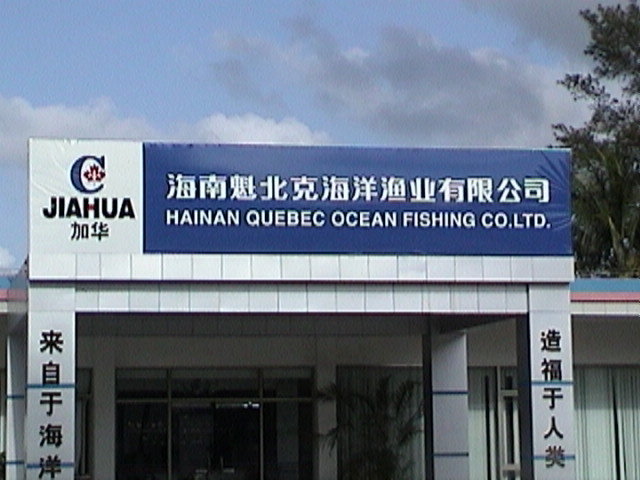 C
JIAHUA
加华
海南魁北克海洋渔业有限公司
HAINAN QUEBEC OCEAN FISHING CO.LTD.
来自于海洋
造福于人类